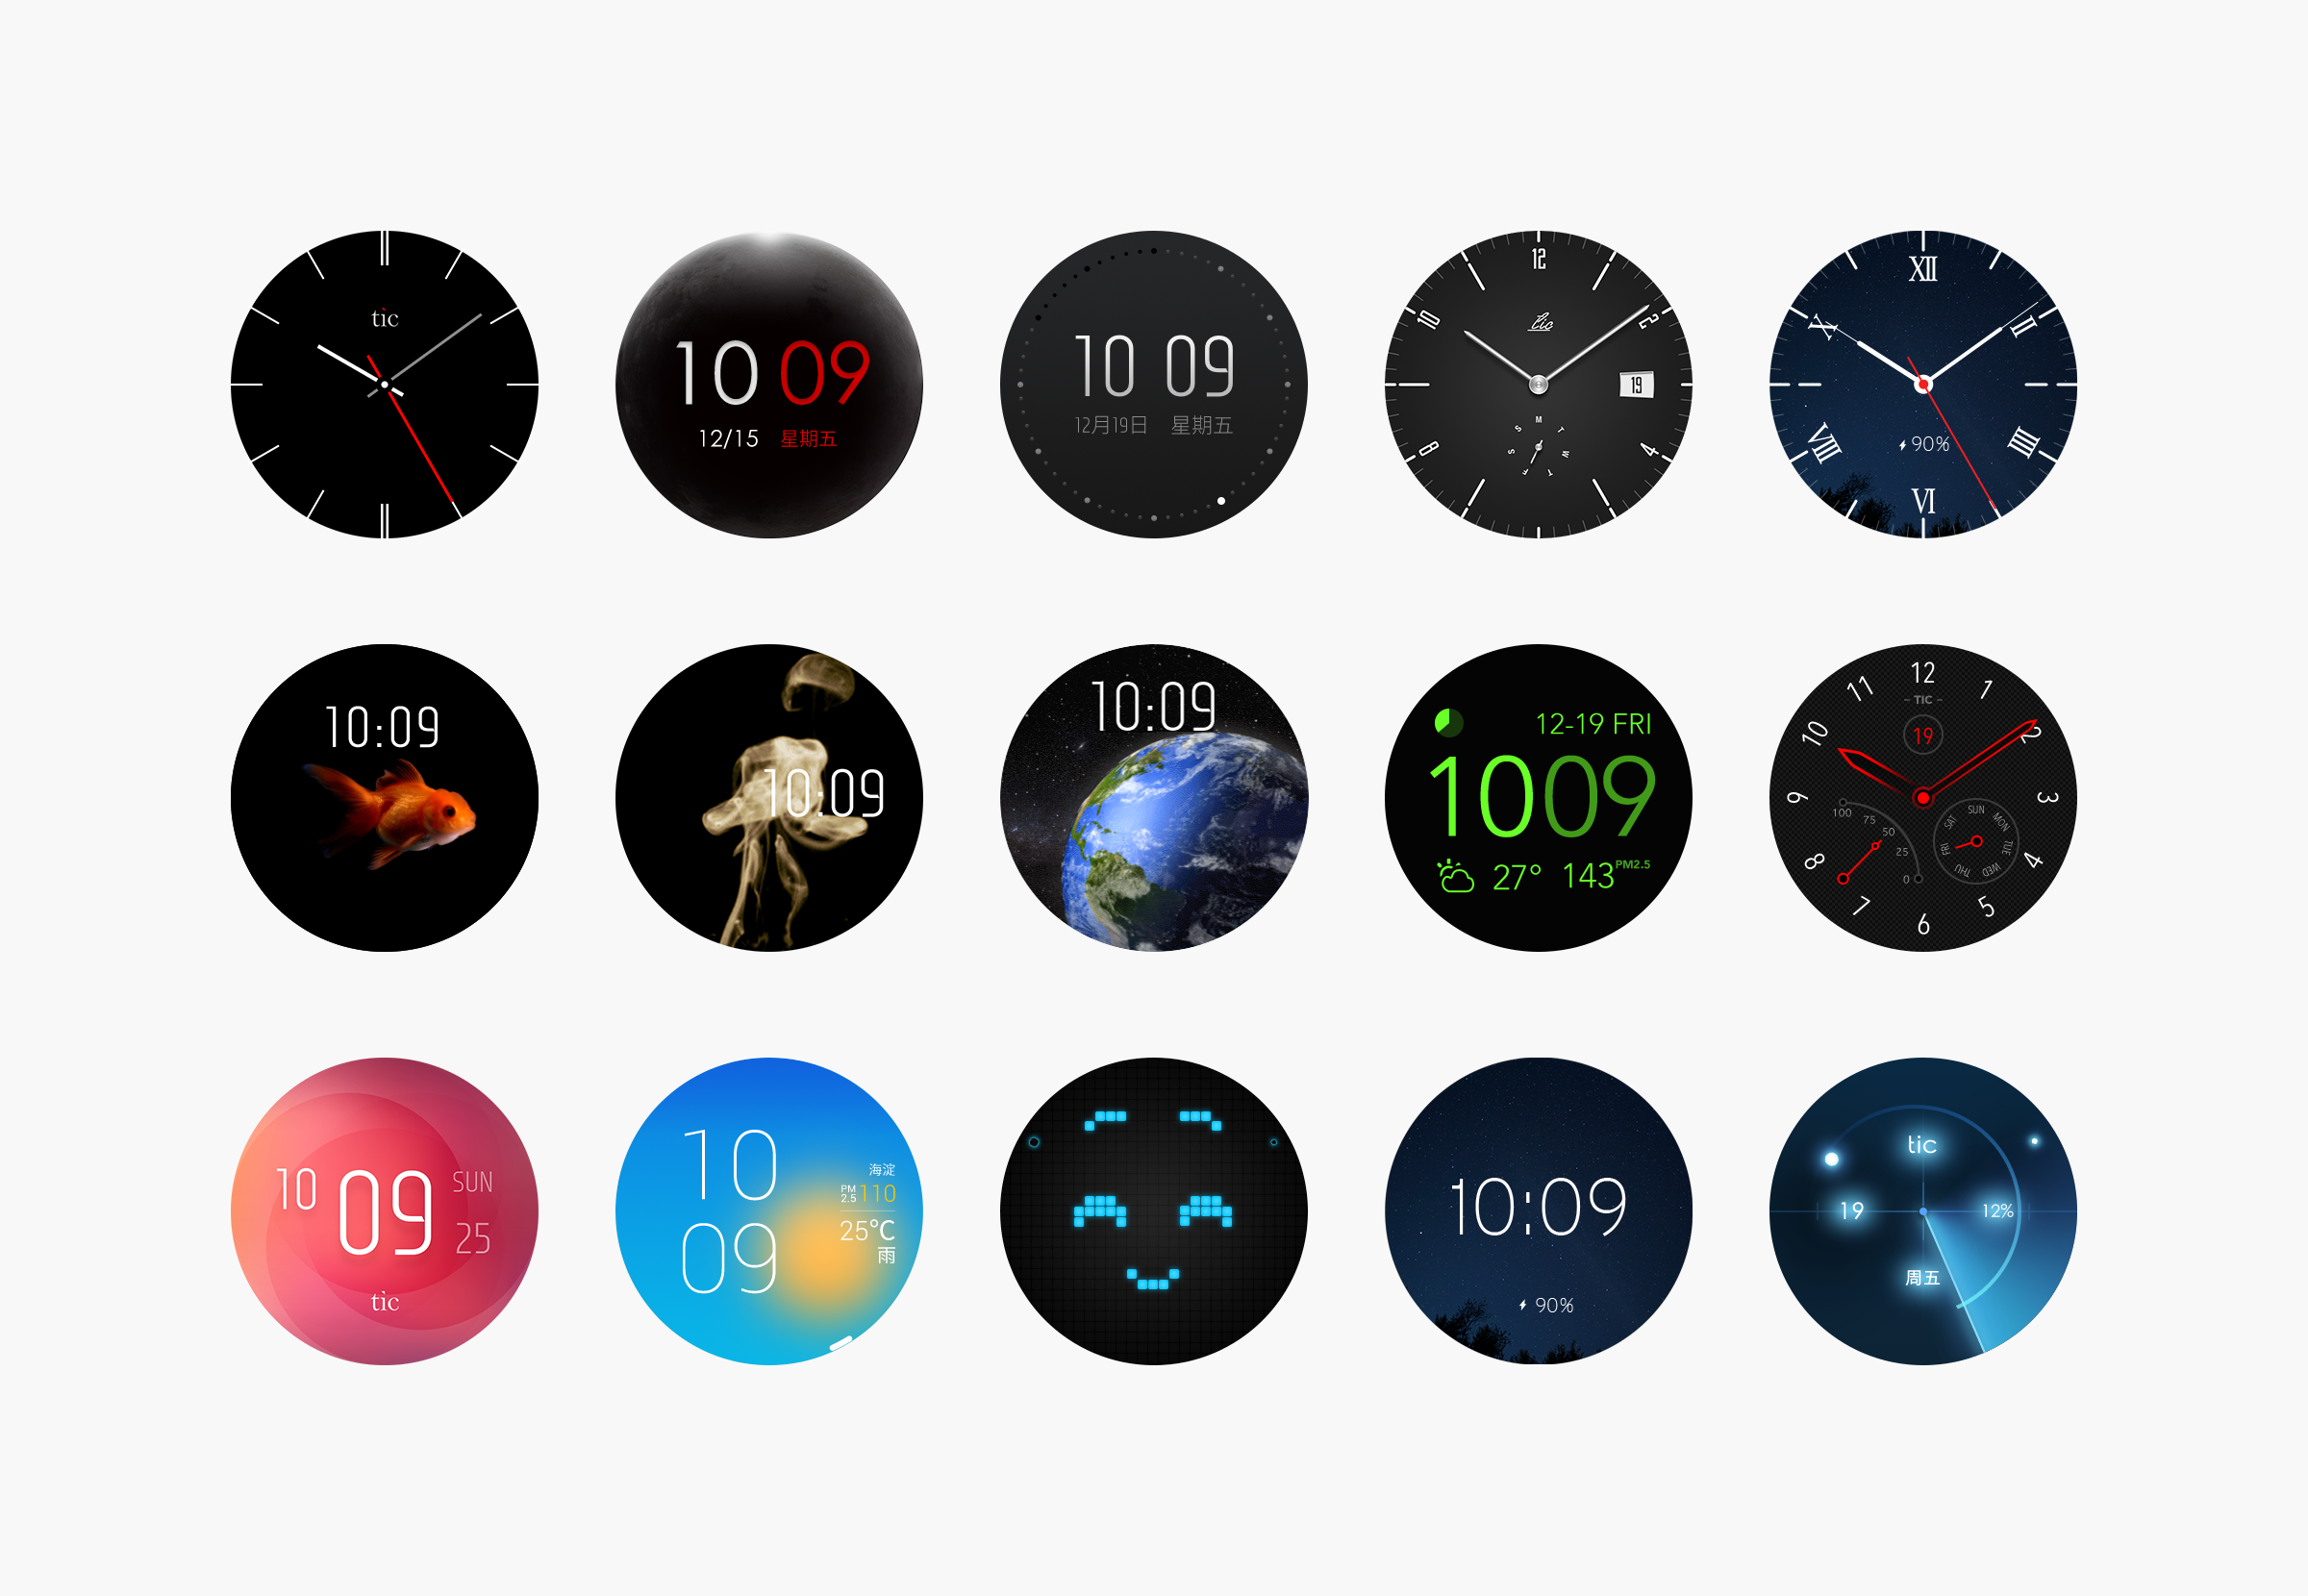 tic
10 09
12/15 星期五
10 09
12月19日 星期五
12
10
2
tic
19
8
4
M
T
W
T
F
S
S
XII
X
II
VIII
IIII
90%
VI
10:09
10:09
10:09
12-19 FRI
1009
27° 143 PM2.5
12
11
1
TIC
10
19
2
9
3
100
75
50
25
0
SUN
MON
TUE
WED
THU
FRI
SAT
8
4
7
5
6
10 09 SUN
25
tic
10
09
海淀
PM 2.5 110
25°C
雨
10:09
90%
tic
19
12%
周五